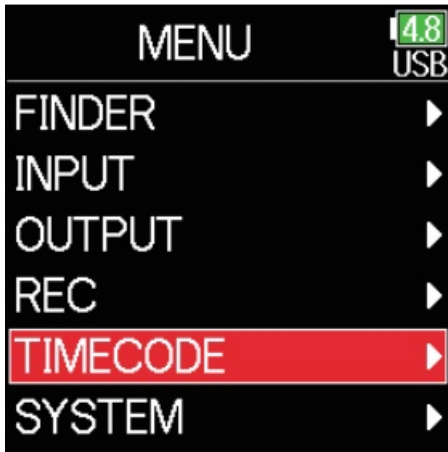 MENU
4.8
USB
FINDER
INPUT
OUTPUT
REC
TIMECODE
SYSTEM